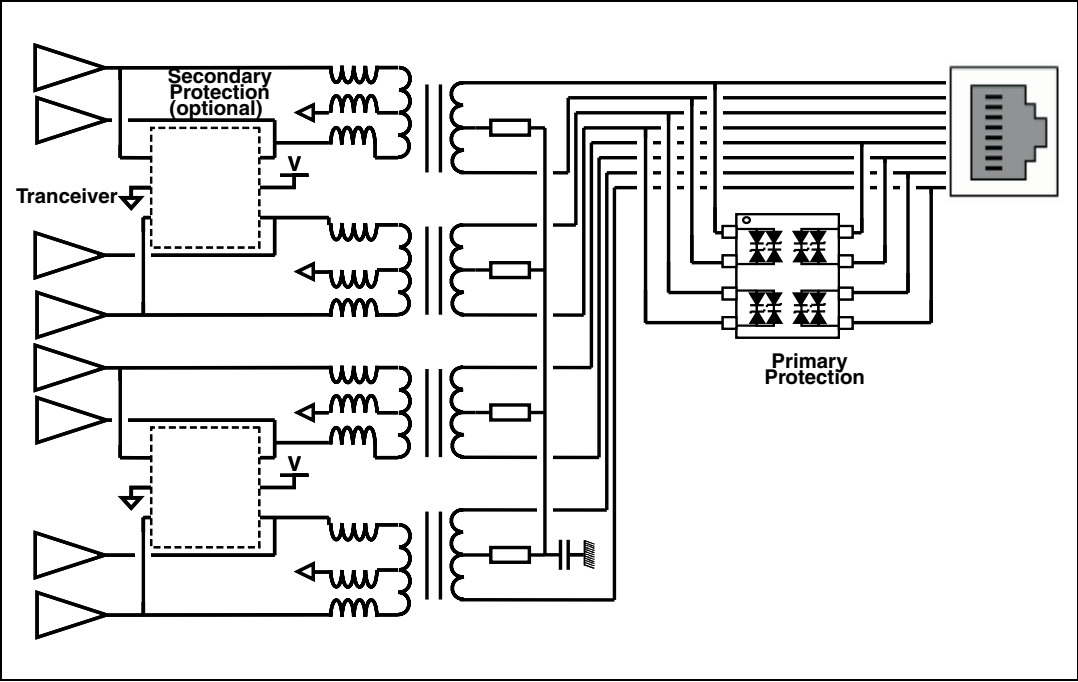 Secondary
Protection
(optional)
V
Tranceiver
V
Primary
Protection